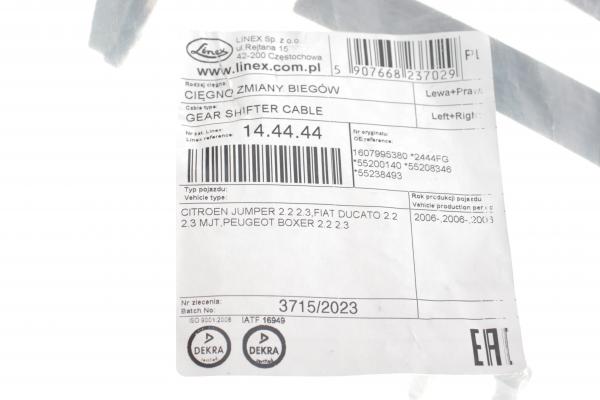 Linex
LINEX Sp. z o.o.
ul.Rejtana 15
42-200 Częstochowa
www.linex.com.pl
5 907668 237029
Rodzaj cięgna:
CIĘGNO ZMIANY BIEGÓW
Lewa+Prawa
Cable type:
GEAR SHIFTER CABLE
Left+Right
Nr kat. Linex:
Linex reference:
14.44.44
Nr oryginału:
OE reference:
1607995380 *2444FG
*55200140 *55208346
*55238493
Typ pojazdu:
Vehicle type:
Rok produkcji pojazdu
Vehicle production
CITROEN JUMPER 2.2 2.3,FIAT DUCATO 2.2
2.3 MJT,PEUGEOT BOXER 2.2 2.3
2006-,2006-,2006
Nr zlecenia:
Batch No:
3715/2023
ISO 9001:2008
IATF 16949
DEKRA
certified
DEKRA
certified
EAC